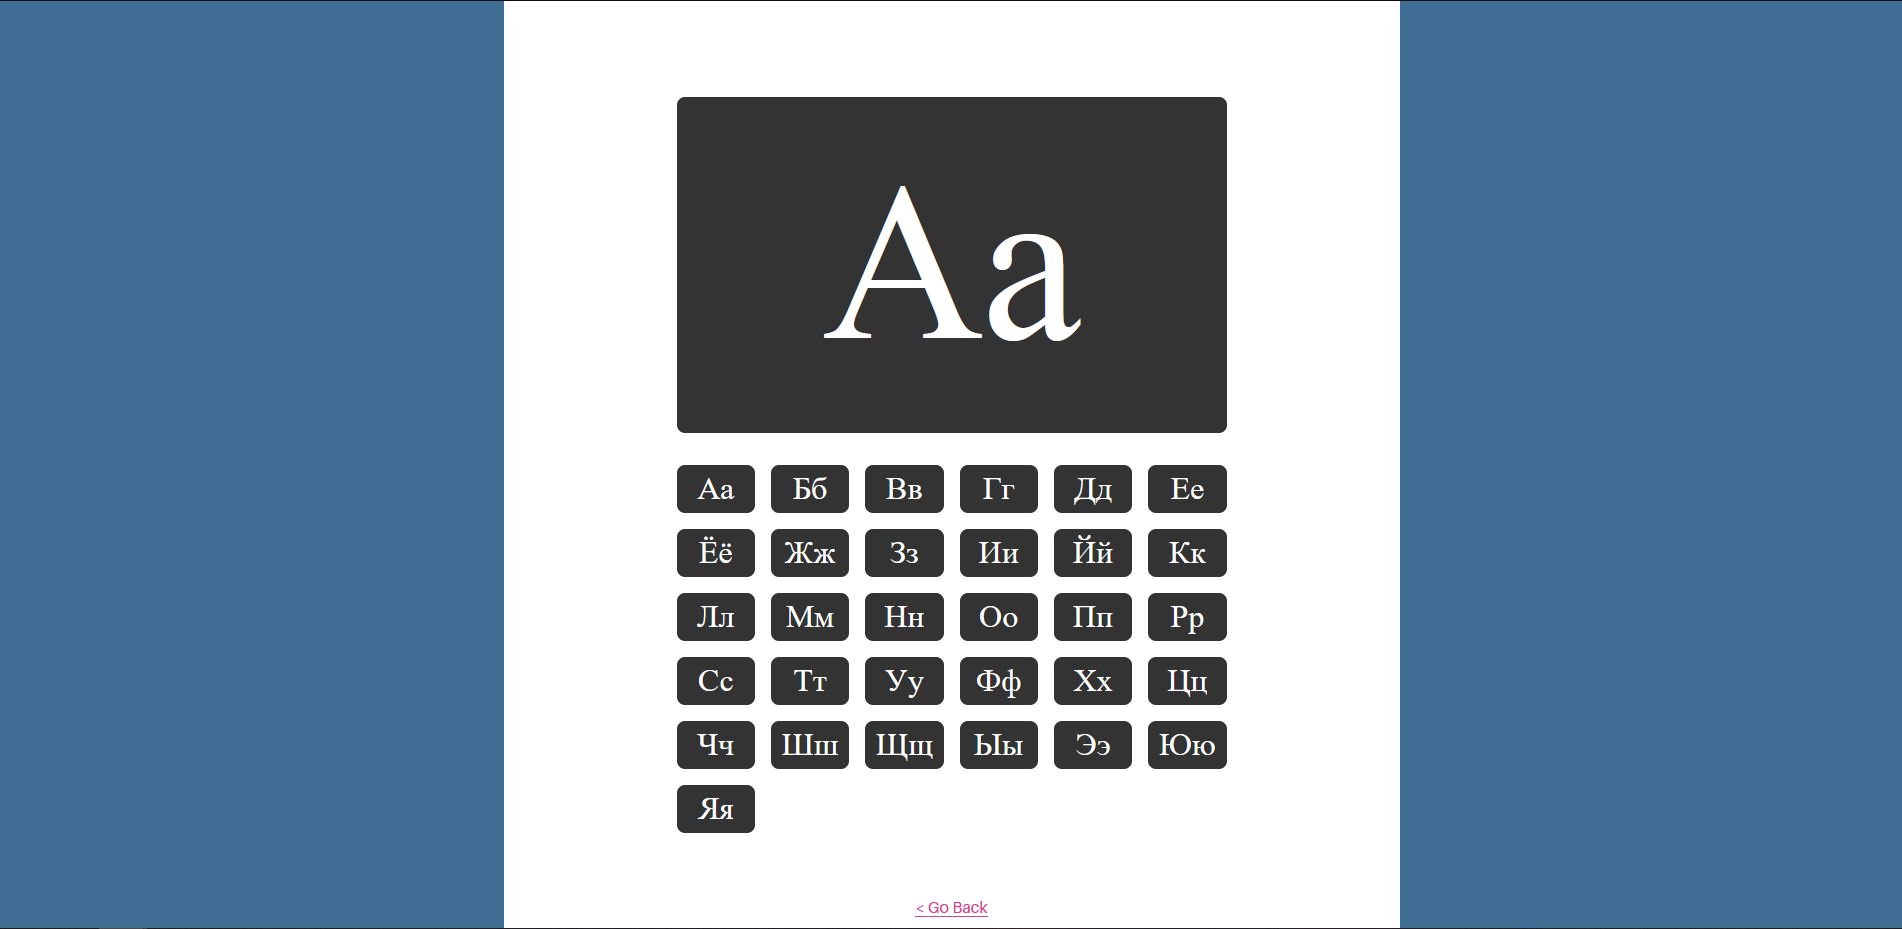 Аа
Аа Бб Вв Гг Дд Ее
Ёё Жж Зз Ии Йй Кк
Лл Мм Нн Оо Пп Рр
Сс Тт Уу Фф Хх Цц
Чч Шш Щщ Ыы Ээ Юю
Яя
< Go Back